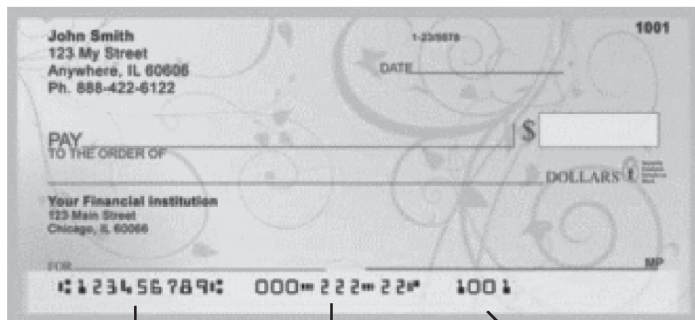 John Smith
123 My Street
Anywhere, IL 60606
Ph. 888-422-6122
1001
1-23/5678
DATE
PAY
TO THE ORDER OF
$
DOLLARS
Your Financial Institution
123 Main Street
Chicago, IL 60066
FOR
MP
⑆123456789⑆ 000⑉222⑉22⑈ 1001